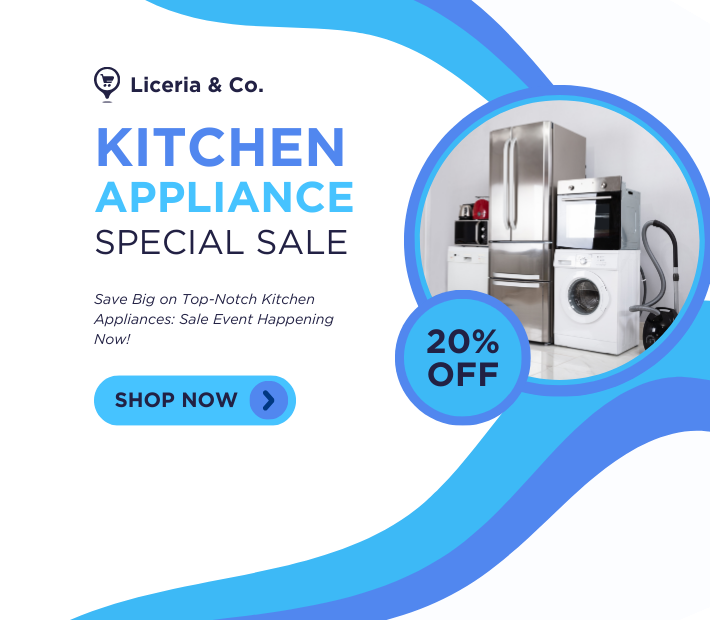 Liceria & Co.
KITCHEN
APPLIANCE
SPECIAL SALE
Save Big on Top-Notch Kitchen
Appliances: Sale Event Happening
Now!
SHOP NOW
20%
OFF